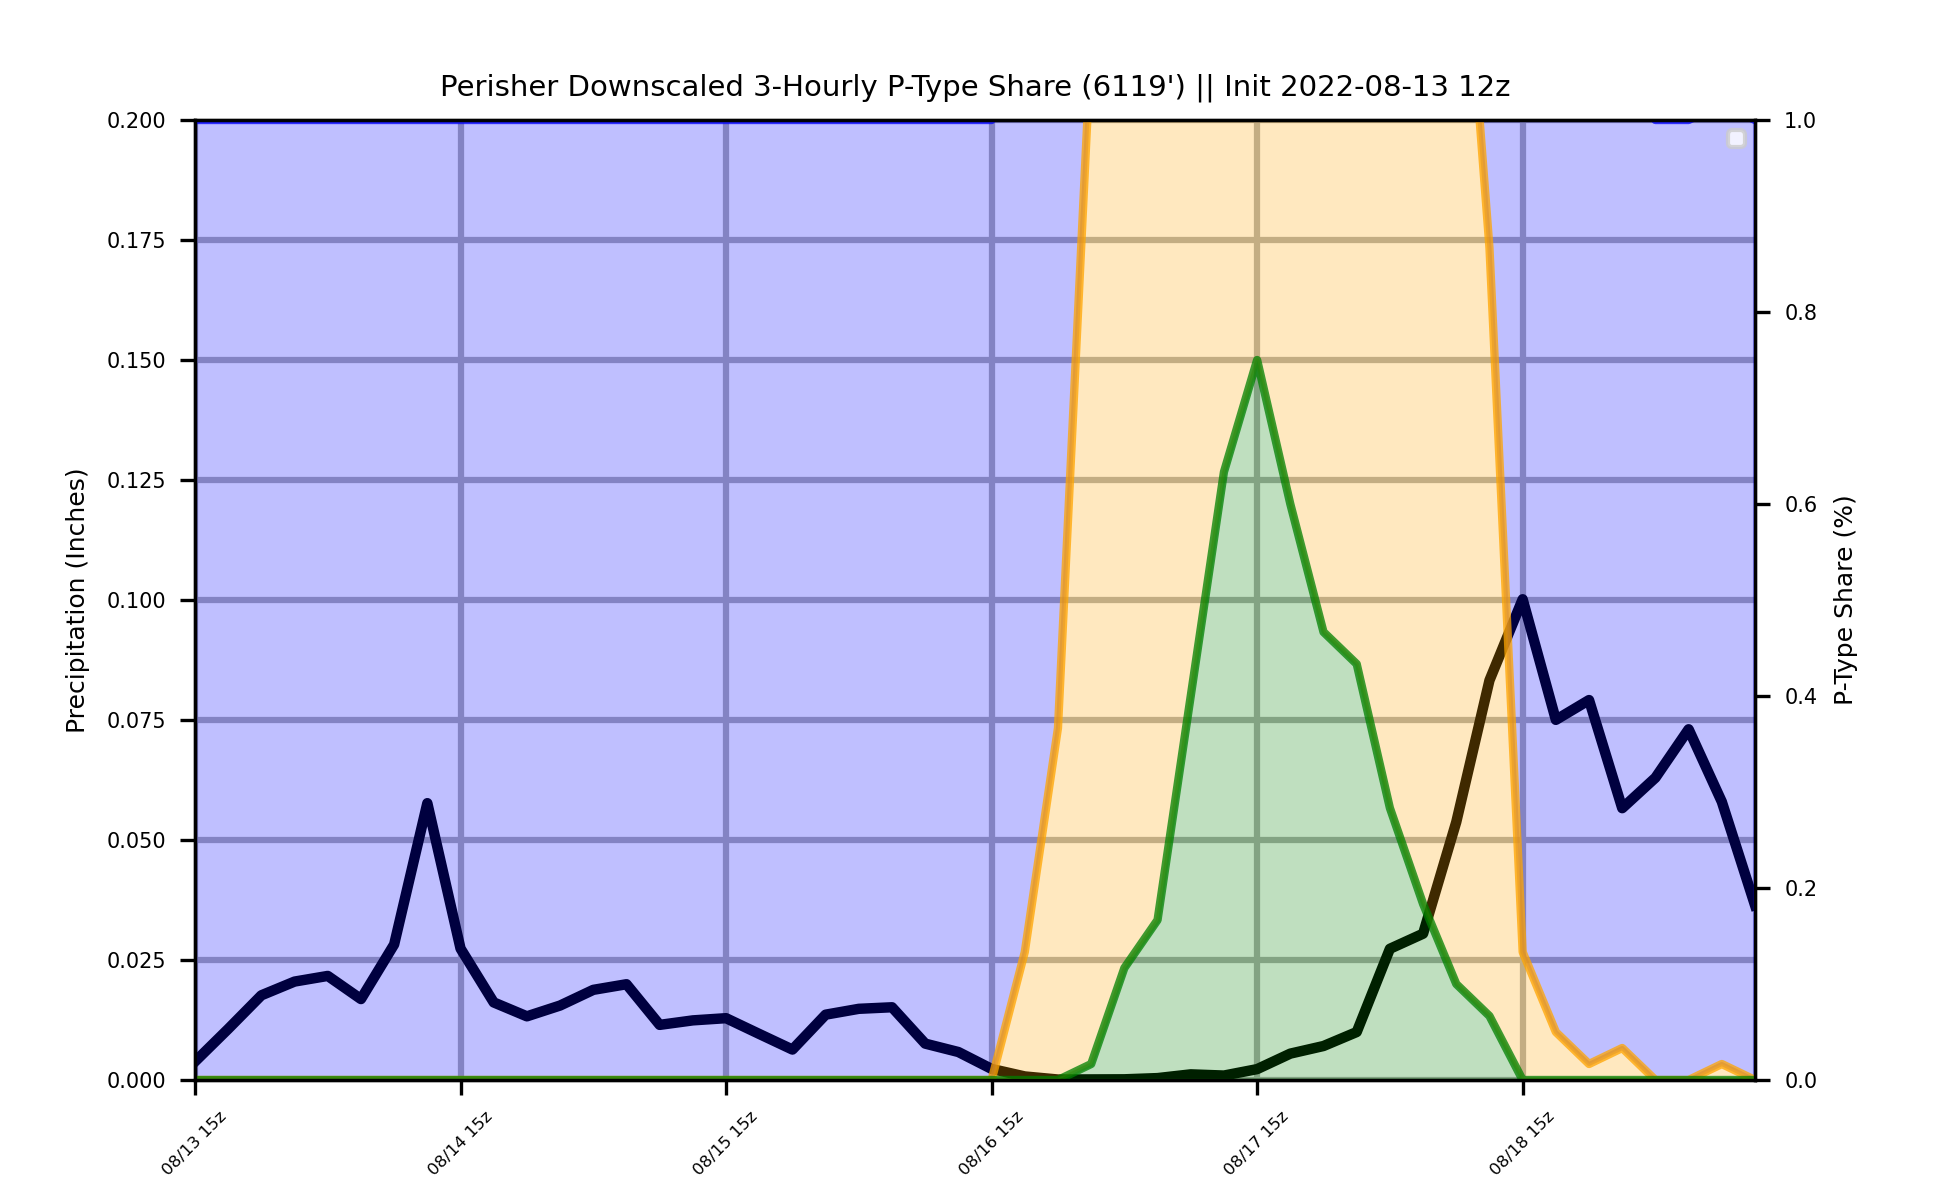 Perisher Downscaled 3-Hourly P-Type Share (6119') || Init 2022-08-13 12z
Precipitation (Inches)
0.200
0.175
0.150
0.125
0.100
0.075
0.050
0.025
0.000
1.0
0.8
0.6
0.4
0.2
0.0
P-Type Share (%)
08/13 15z
08/14 15z
08/15 15z
08/16 15z
08/17 15z
08/18 15z